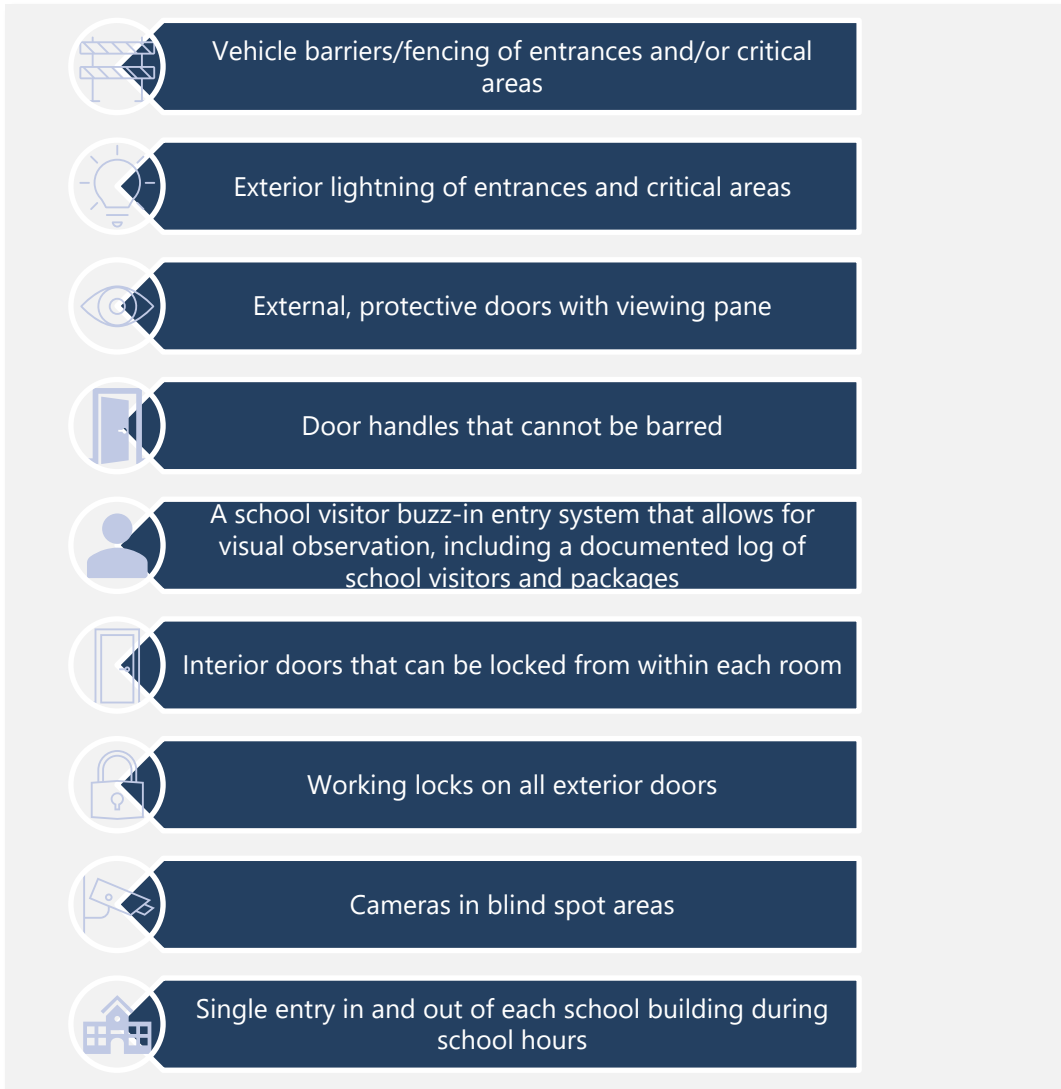 Vehicle barriers/fencing of entrances and/or critical
areas
Exterior lightning of entrances and critical areas
External, protective doors with viewing pane
Door handles that cannot be barred
A school visitor buzz-in entry system that allows for
visual observation, including a documented log of
school visitors and packages
Interior doors that can be locked from within each room
Working locks on all exterior doors
Cameras in blind spot areas
Single entry in and out of each school building during
school hours